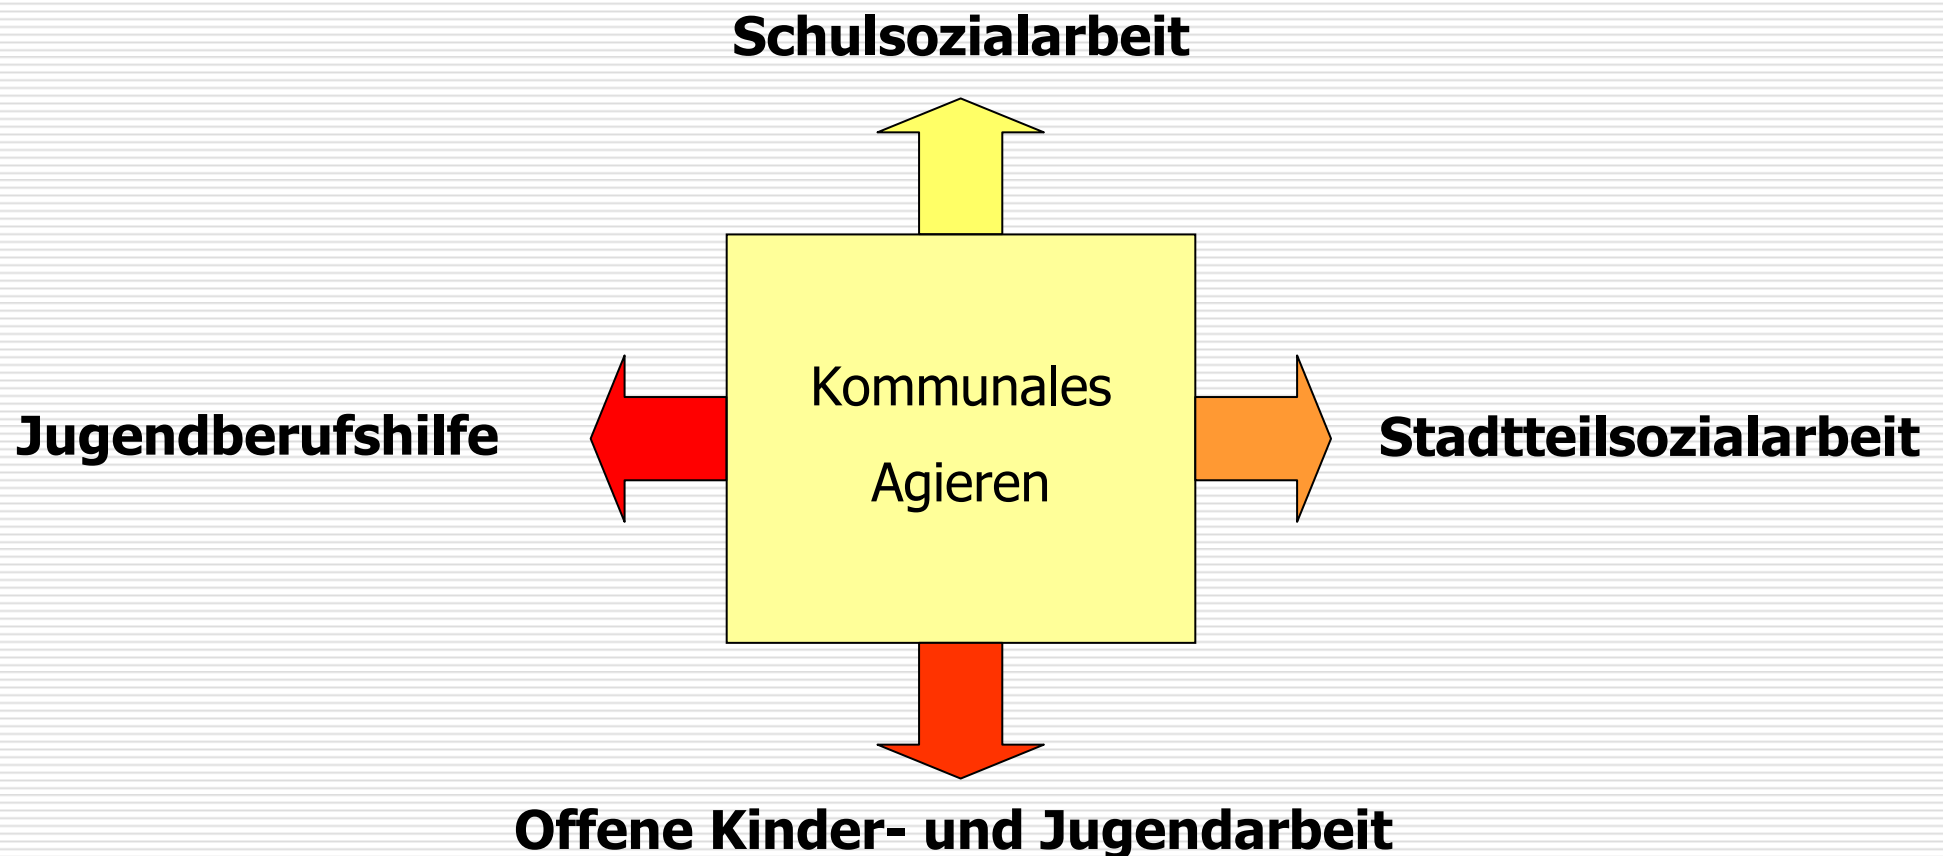 Schulsozialarbeit
Kommunales
Agieren
Jugendberufshilfe
Stadtteilsozialarbeit
Offene Kinder- und Jugendarbeit